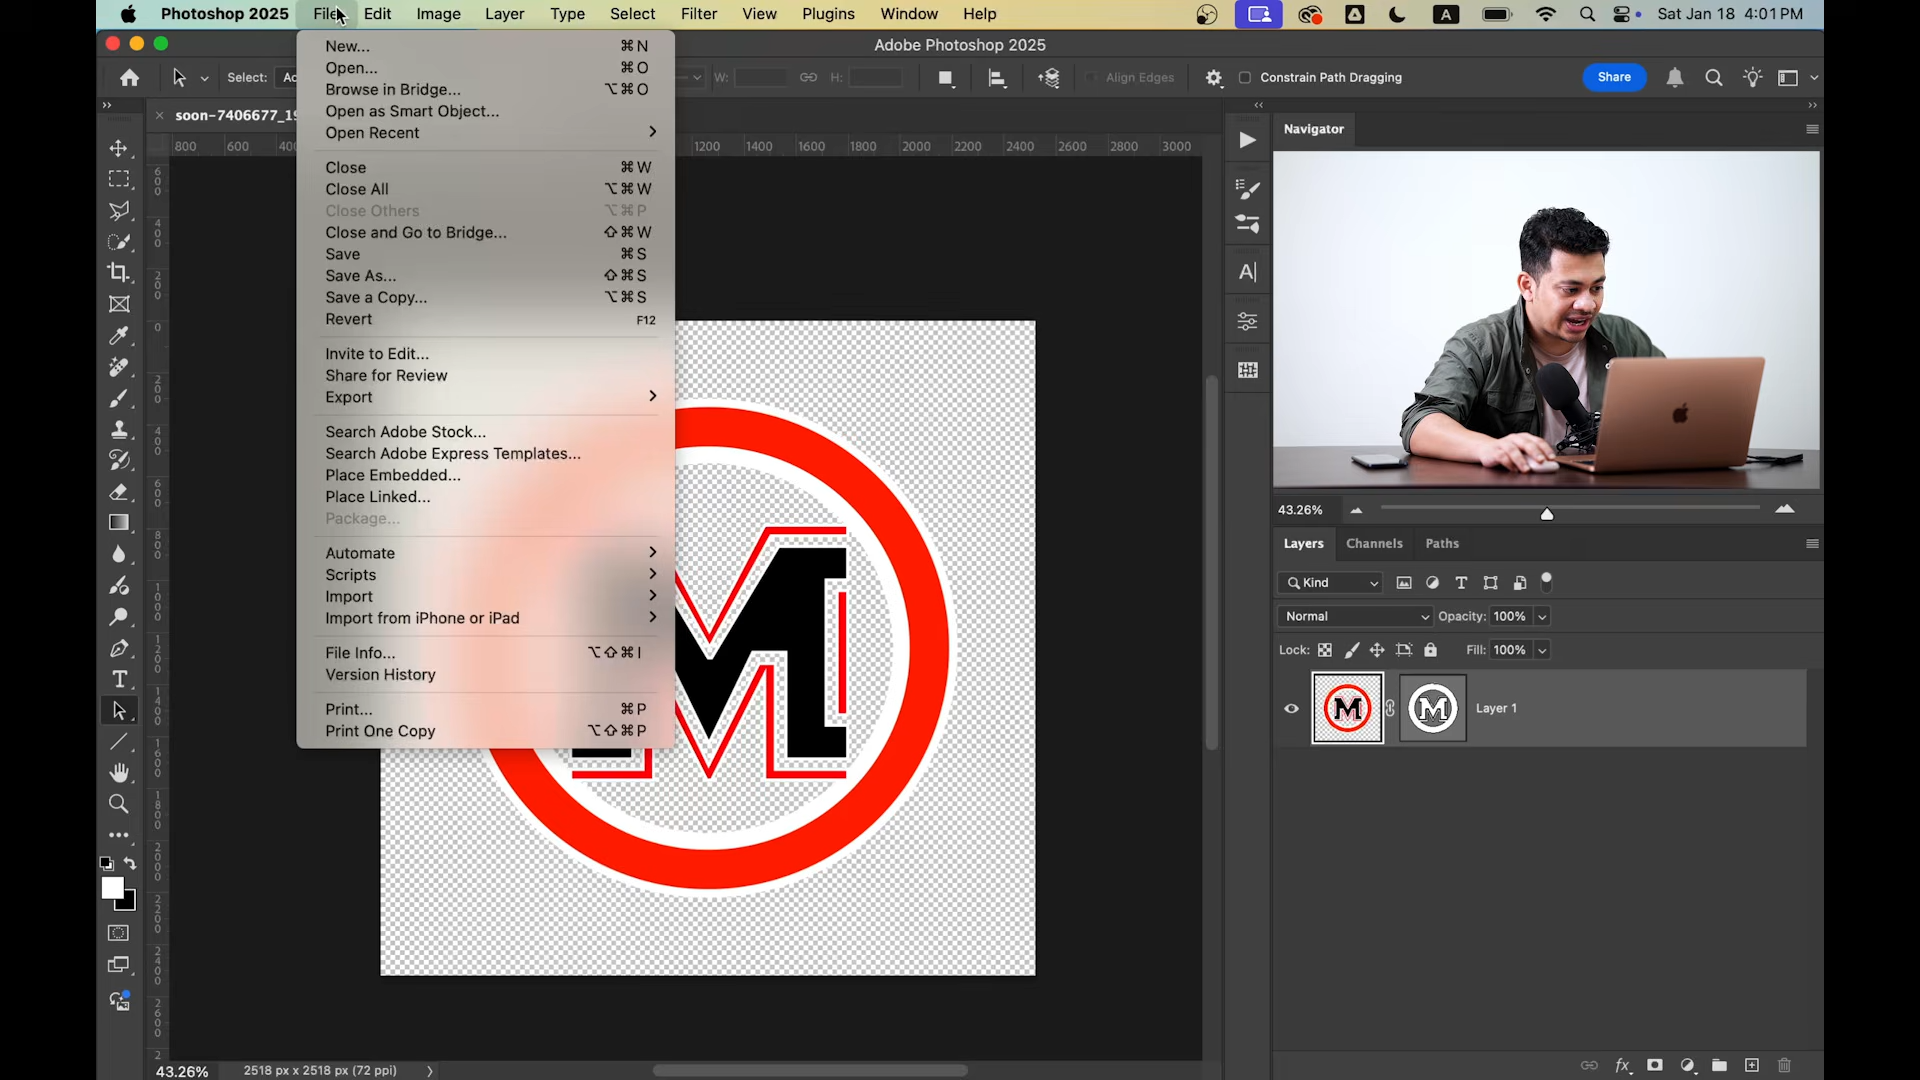 Photoshop 2025 File Edit Image Layer Type Select Filter View Plugins Window Help A Sat Jan 18 4:01 PM
Adobe Photoshop 2025
Select: W: H: Align Edges Constrain Path Dragging Share
soon-7406677_19
800 600 1200 1400 1600 1800 2000 2200 2400 2600 2800 3000
New... ⌘N
Open... ⌘O
Browse in Bridge... ⌥⌘O
Open as Smart Object...
Open Recent
Close ⌘W
Close All ⌥⌘W
Close Others ⌥⌘P
Close and Go to Bridge... ⇧⌘W
Save ⌘S
Save As... ⇧⌘S
Save a Copy... ⌥⌘S
Revert F12
Invite to Edit...
Share for Review
Export
Search Adobe Stock...
Search Adobe Express Templates...
Place Embedded...
Place Linked...
Package...
Automate
Scripts
Import
Import from iPhone or iPad
File Info... ⌥⇧⌘I
Version History
Print... ⌘P
Print One Copy ⌥⇧⌘P
M
Navigator
43.26%
Layers Channels Paths
Kind
Normal Opacity: 100%
Lock: Fill: 100%
M M Layer 1
43.26% 2518 px x 2518 px (72 ppi)